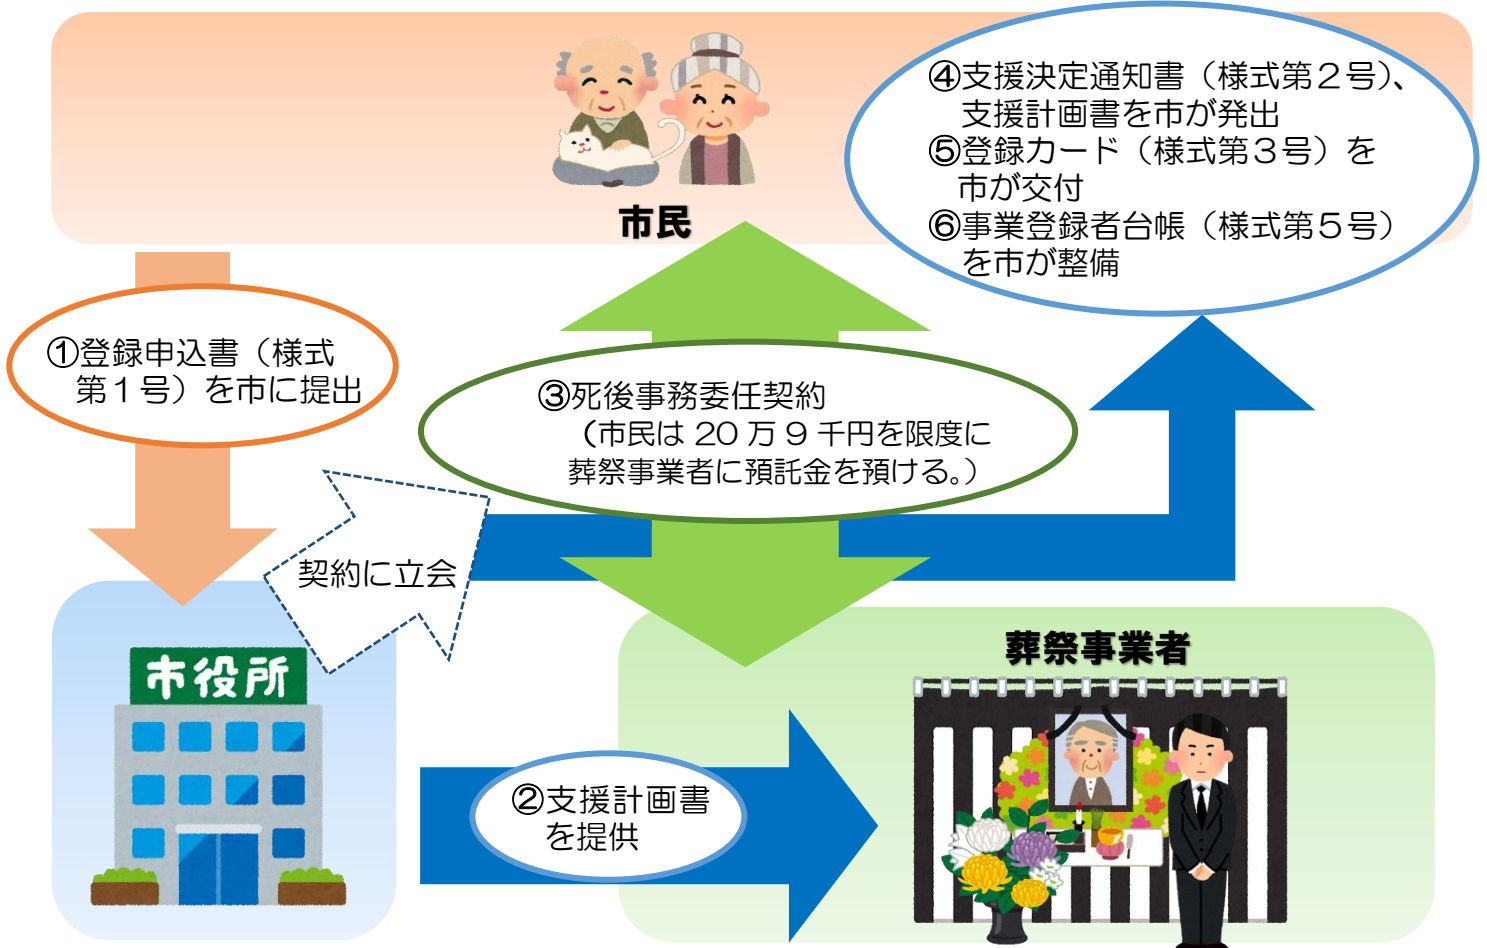 市民
④支援決定通知書（様式第２号）、
支援計画書を市が発出
⑤登録カード（様式第３号）を
市が交付
⑥事業登録者台帳（様式第５号）
を市が整備
①登録申込書（様式
第１号）を市に提出
③死後事務委任契約
（市民は 20 万 9 千円を限度に
葬祭事業者に預託金を預ける。）
契約に立会
市役所
葬祭事業者
②支援計画書
を提供